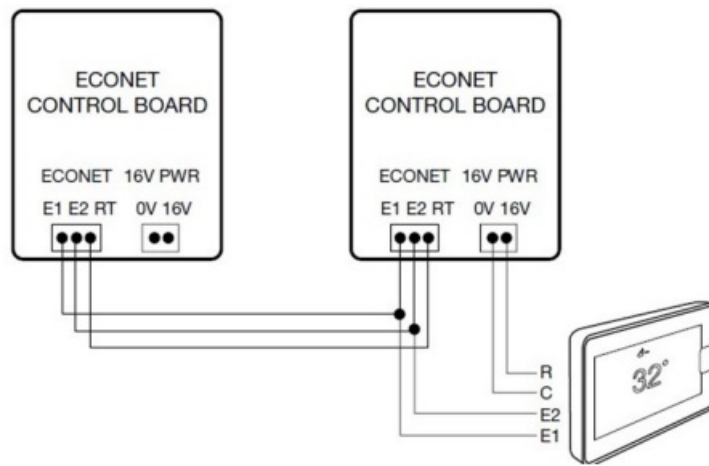 ECONET
CONTROL BOARD
ECONET 16V PWR
E1 E2 RT 0V 16V
ECONET
CONTROL BOARD
ECONET 16V PWR
E1 E2 RT 0V 16V
R
C
E2
E1
32°